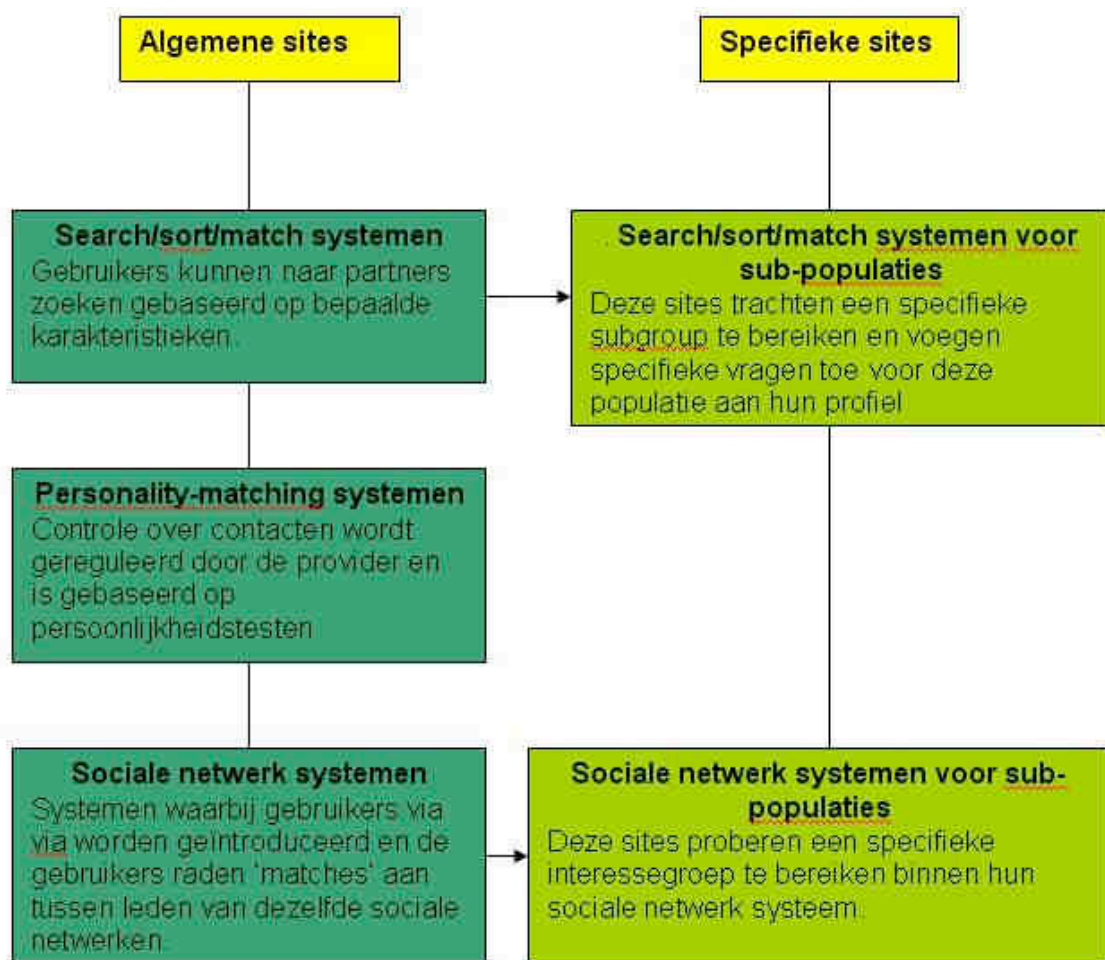 Algemene sites
Specifieke sites
Search/sort/match systemen
Gebruikers kunnen naar partners
zoeken gebaseerd op bepaalde
karakteristieken.
Search/sort/match systemen voor
sub-populaties
Deze sites trachten een specifieke
subgroup te bereiken en voegen
specifieke vragen toe voor deze
populatie aan hun profiel
Personality-matching systemen
Controle over contacten wordt
gereguleerd door de provider en
is gebaseerd op
persoonlijkheidstesten
Sociale netwerk systemen
Systemen waarbij gebruikers via
via worden geïntroduceerd en de
gebruikers raden 'matches' aan
tussen leden van dezelfde sociale
netwerken.
Sociale netwerk systemen voor sub-
populaties
Deze sites proberen een specifieke
interessegroep te bereiken binnen hun
sociale netwerk systeem.